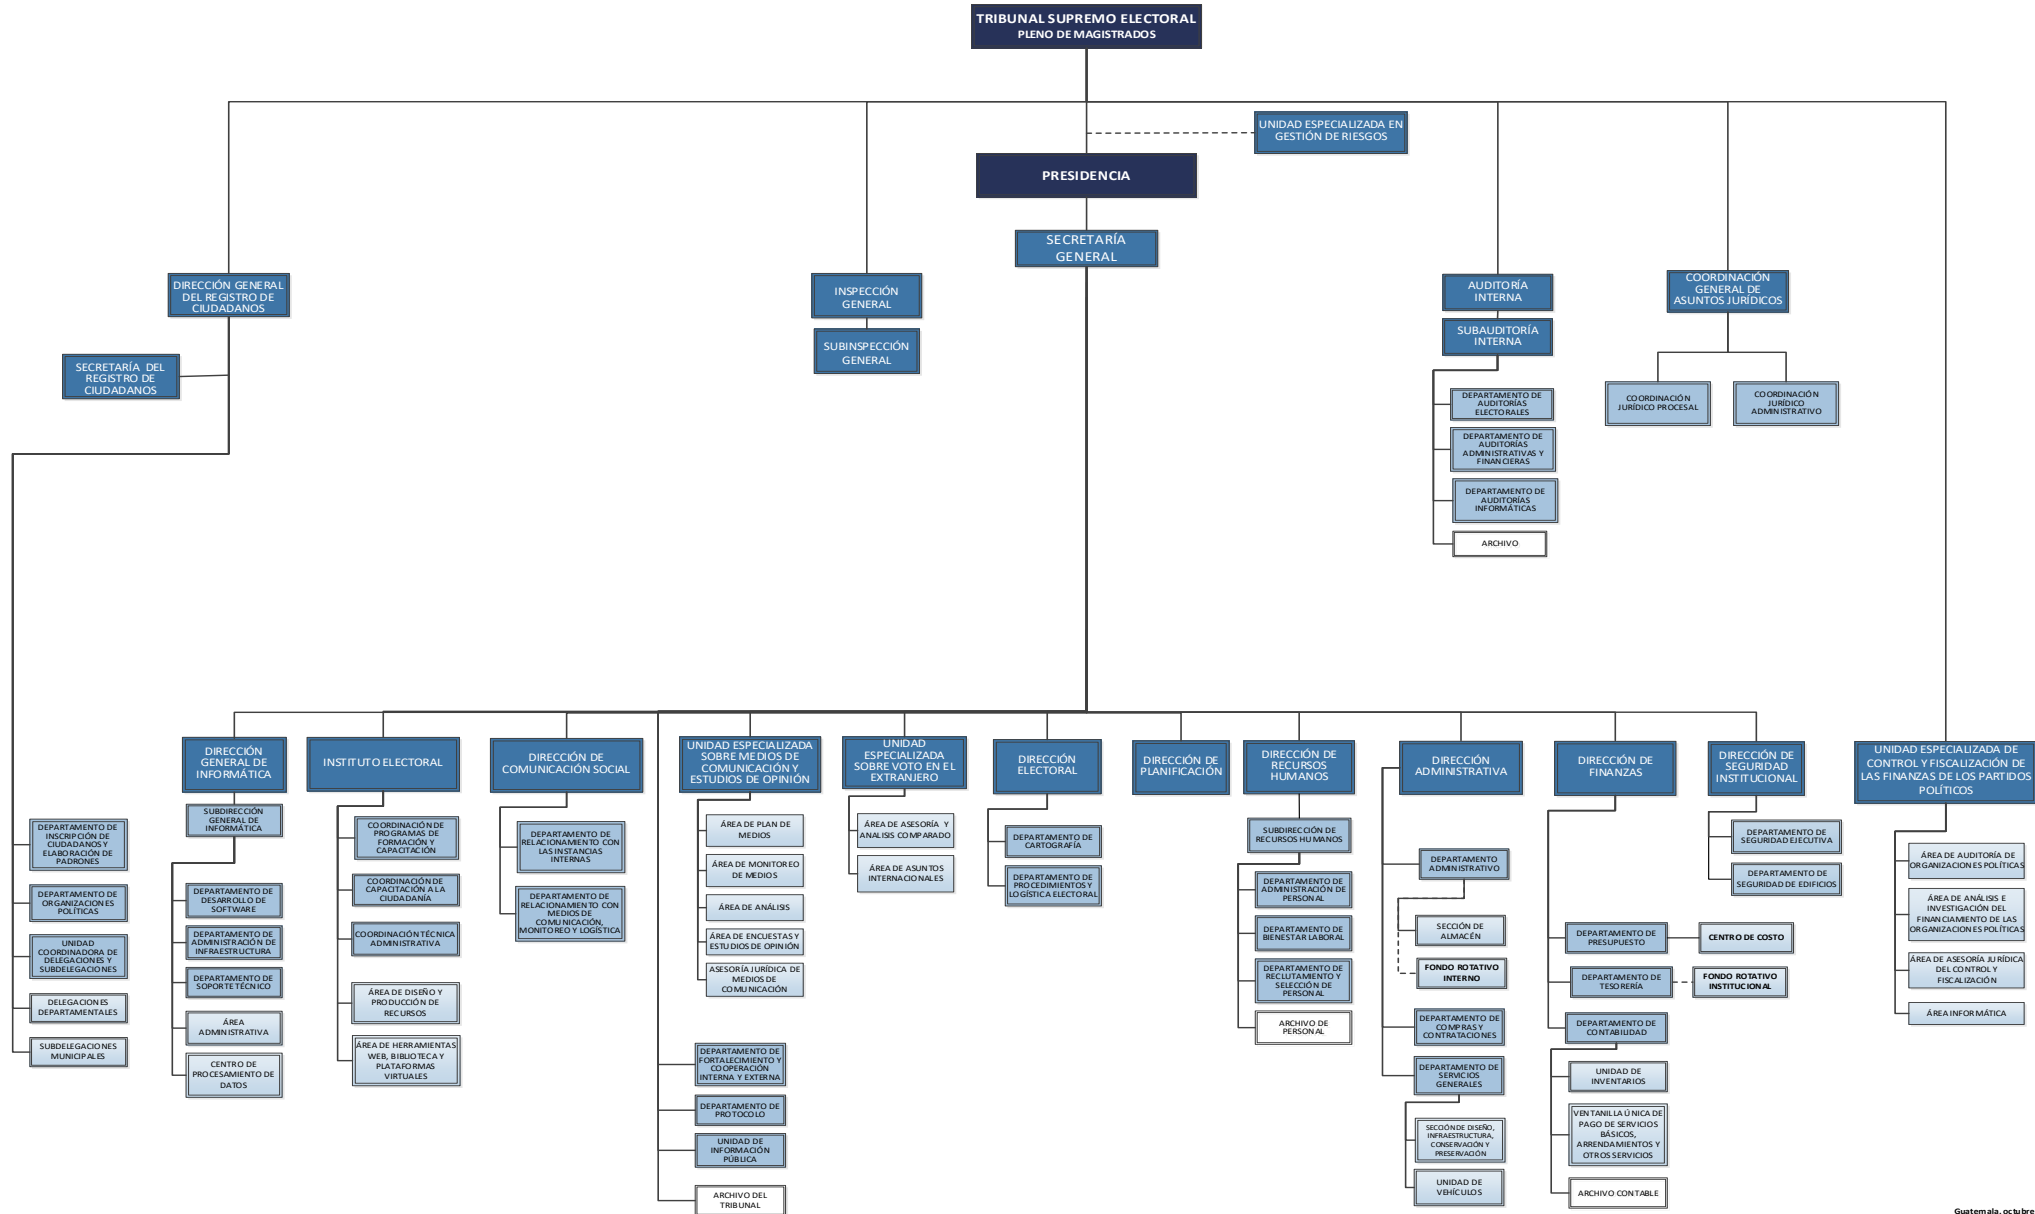 TRIBUNAL SUPREMO ELECTORAL
PLENO DE MAGISTRADOS
UNIDAD ESPECIALIZADA EN
GESTIÓN DE RIESGOS
PRESIDENCIA
SECRETARÍA
GENERAL
DIRECCIÓN GENERAL
DEL REGISTRO DE
CIUDADANOS
SECRETARÍA DEL
REGISTRO DE
CIUDADANOS
INSPECCIÓN
GENERAL
SUBINSPECCIÓN
GENERAL
AUDITORÍA
INTERNA
SUBAUDITORÍA
INTERNA
DEPARTAMENTO DE
AUDITORÍAS
ELECTORALES
DEPARTAMENTO DE
AUDITORÍAS
ADMINISTRATIVAS Y
FINANCIERAS
DEPARTAMENTO DE
AUDITORÍAS
INFORMÁTICAS
ARCHIVO
COORDINACIÓN
GENERAL DE
ASUNTOS JURÍDICOS
COORDINACIÓN
JURÍDICO PROCESAL
COORDINACIÓN
JURÍDICO
ADMINISTRATIVO
DEPARTAMENTO DE
INSCRIPCIÓN DE
CIUDADANOS Y
ELABORACIÓN DE
PADRONES
DEPARTAMENTO DE
ORGANIZACIONES
POLÍTICAS
UNIDAD
COORDINADORA DE
DELEGACIONES Y
SUBDELEGACIONES
DELEGACIONES
DEPARTAMENTALES
SUBDELEGACIONES
MUNICIPALES
DIRECCIÓN
GENERAL DE
INFORMÁTICA
SUBDIRECCIÓN
GENERAL DE
INFORMÁTICA
DEPARTAMENTO DE
DESARROLLO DE
SOFTWARE
DEPARTAMENTO DE
ADMINISTRACIÓN DE
INFRAESTRUCTURA
DEPARTAMENTO DE
SOPORTE TÉCNICO
ÁREA
ADMINISTRATIVA
CENTRO DE
PROCESAMIENTO DE
DATOS
INSTITUTO ELECTORAL
COORDINACIÓN DE
PROGRAMAS DE
FORMACIÓN Y
CAPACITACIÓN
COORDINACIÓN DE
CAPACITACIÓN A LA
CIUDADANÍA
COORDINACIÓN TÉCNICA
ADMINISTRATIVA
ÁREA DE DISEÑO Y
PRODUCCIÓN DE
RECURSOS
ÁREA DE HERRAMIENTAS
WEB, BIBLIOTECA Y
PLATAFORMAS
VIRTUALES
DIRECCIÓN DE
COMUNICACIÓN SOCIAL
DEPARTAMENTO DE
RELACIONAMIENTO CON
LAS INSTANCIAS
INTERNAS
DEPARTAMENTO DE
RELACIONAMIENTO CON
MEDIOS DE
COMUNICACIÓN,
MONITOREO Y LOGÍSTICA
UNIDAD ESPECIALIZADA
SOBRE MEDIOS DE
COMUNICACIÓN Y
ESTUDIOS DE OPINIÓN
ÁREA DE PLAN DE
MEDIOS
ÁREA DE MONITOREO
DE MEDIOS
ÁREA DE ANÁLISIS
ÁREA DE ENCUESTAS Y
ESTUDIOS DE OPINIÓN
ASESORÍA JURÍDICA DE
MEDIOS DE
COMUNICACIÓN
DEPARTAMENTO DE
FORTALECIMIENTO Y
COOPERACIÓN
INTERNA Y EXTERNA
DEPARTAMENTO DE
PROTOCOLO
UNIDAD DE
INFORMACIÓN
PÚBLICA
ARCHIVO DEL
TRIBUNAL
UNIDAD
ESPECIALIZADA
SOBRE VOTO EN EL
EXTRANJERO
ÁREA DE ASESORÍA Y
ANALISIS COMPARADO
ÁREA DE ASUNTOS
INTERNACIONALES
DIRECCIÓN
ELECTORAL
DEPARTAMENTO DE
CARTOGRAFÍA
DEPARTAMENTO DE
PROCEDIMIENTOS Y
LOGÍSTICA ELECTORAL
DIRECCIÓN DE
PLANIFICACIÓN
DIRECCIÓN DE
RECURSOS
HUMANOS
SUBDIRECCIÓN DE
RECURSOS HUMANOS
DEPARTAMENTO DE
ADMINISTRACIÓN DE
PERSONAL
DEPARTAMENTO DE
BIENESTAR LABORAL
DEPARTAMENTO DE
RECLUTAMIENTO Y
SELECCIÓN DE
PERSONAL
ARCHIVO DE
PERSONAL
DIRECCIÓN
ADMINISTRATIVA
DEPARTAMENTO
ADMINISTRATIVO
SECCIÓN DE
ALMACÉN
FONDO ROTATIVO
INTERNO
DEPARTAMENTO DE
COMPRAS Y
CONTRATACIONES
DEPARTAMENTO DE
SERVICIOS
GENERALES
SECCIÓN DE DISEÑO,
INFRAESTRUCTURA,
CONSERVACIÓN Y
PRESERVACIÓN
UNIDAD DE
VEHÍCULOS
DIRECCIÓN DE
FINANZAS
DEPARTAMENTO DE
PRESUPUESTO
CENTRO DE COSTO
DEPARTAMENTO DE
TESORERÍA
FONDO ROTATIVO
INSTITUCIONAL
DEPARTAMENTO DE
CONTABILIDAD
UNIDAD DE
INVENTARIOS
VENTANILLA ÚNICA DE
PAGO DE SERVICIOS
BÁSICOS,
ARRENDAMIENTOS Y
OTROS SERVICIOS
ARCHIVO CONTABLE
DIRECCIÓN DE
SEGURIDAD
INSTITUCIONAL
DEPARTAMENTO DE
SEGURIDAD EJECUTIVA
DEPARTAMENTO DE
SEGURIDAD DE EDIFICIOS
UNIDAD ESPECIALIZADA DE
CONTROL Y FISCALIZACIÓN DE
LAS FINANZAS DE LOS PARTIDOS
POLÍTICOS
ÁREA DE AUDITORÍA DE
ORGANIZACIONES POLÍTICAS
ÁREA DE ANÁLISIS E
INVESTIGACIÓN DEL
FINANCIAMIENTO DE LAS
ORGANIZACIONES POLÍTICAS
ÁREA DE ASESORÍA JURÍDICA
DEL CONTROL Y
FISCALIZACIÓN
ÁREA INFORMÁTICA
Guatemala, octubre